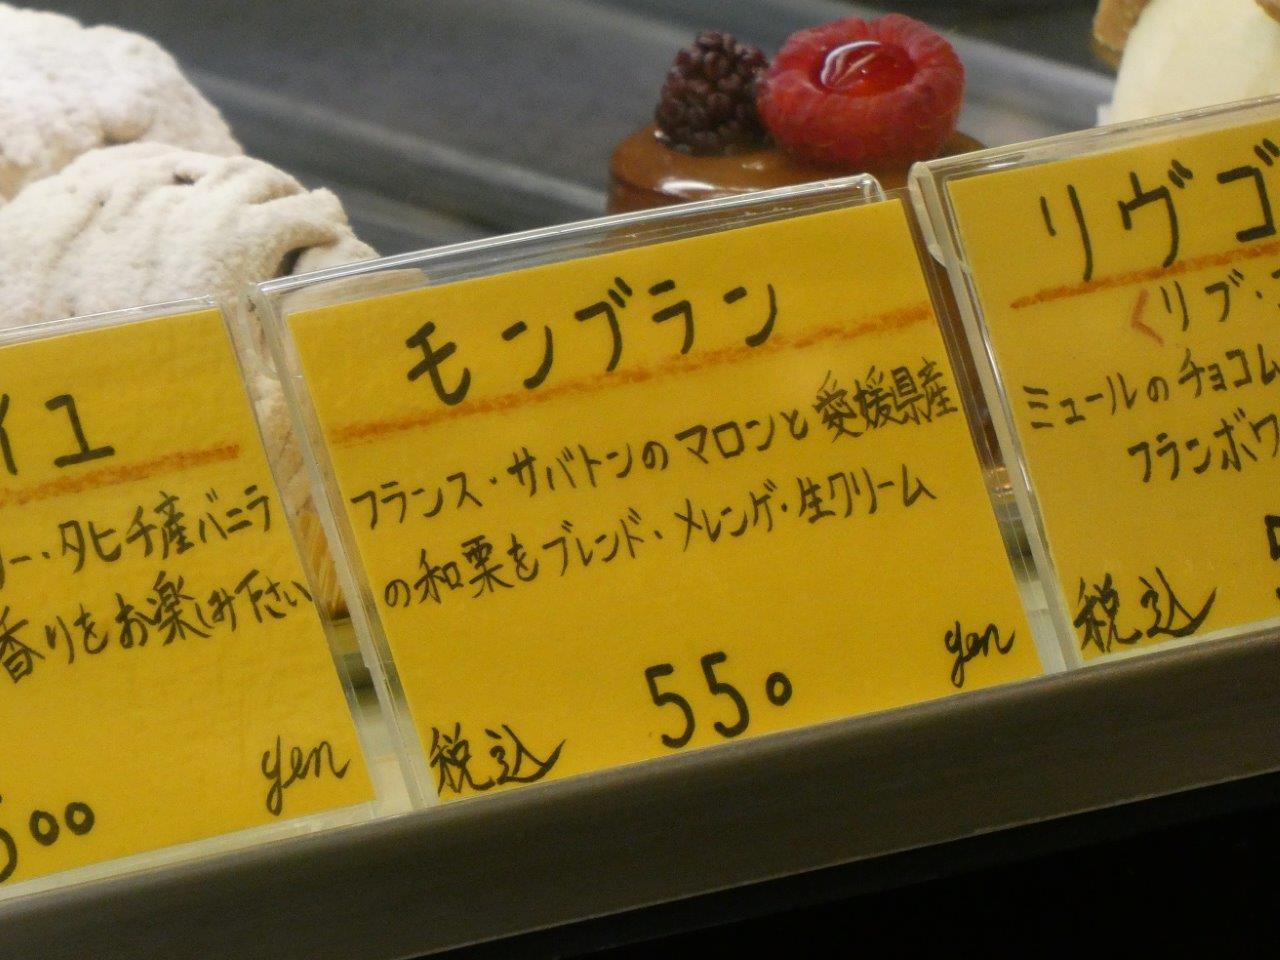 イユ
ー・タヒチ産バニラ
香りをお楽しみ下さい
500 yen
モンブラン
フランス・サバトンのマロンと愛媛県産
の和栗をブレンド・メレンゲ・生クリーム
税込 550 yen
リヴゴ
<リブ・
ミュールのチョコム
フランボワ
税込